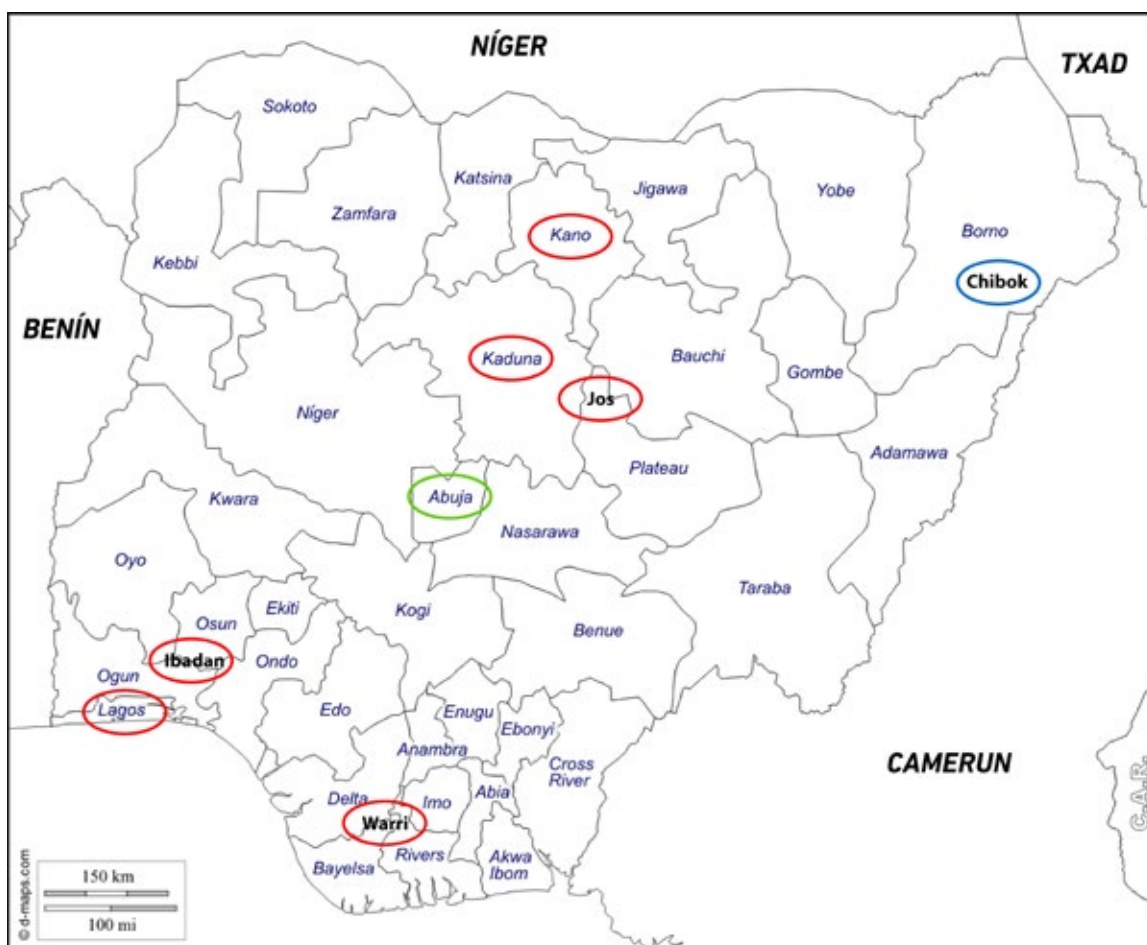 NÍGER
TXAD
Sokoto
Katsina
Jigawa
Yobe
Zamfara
Kano
Borno
Kebbi
Chibok
BENÍN
Kaduna
Bauchi
Gombe
Jos
Níger
Adamawa
Plateau
Abuja
Kwara
Nasarawa
Oyo
Taraba
Ekiti
Kogi
Osun
Benue
Ibadan
Ondo
Ogun
Lagos
Edo
Enugu
Ebonyi
Anambra
CAMERUN
Cross
River
Delta
Imo
Abia
Warri
Rivers
Bayelsa
Akwa
Ibom
C.A.R.
150 km
100 mi
© d-maps.com